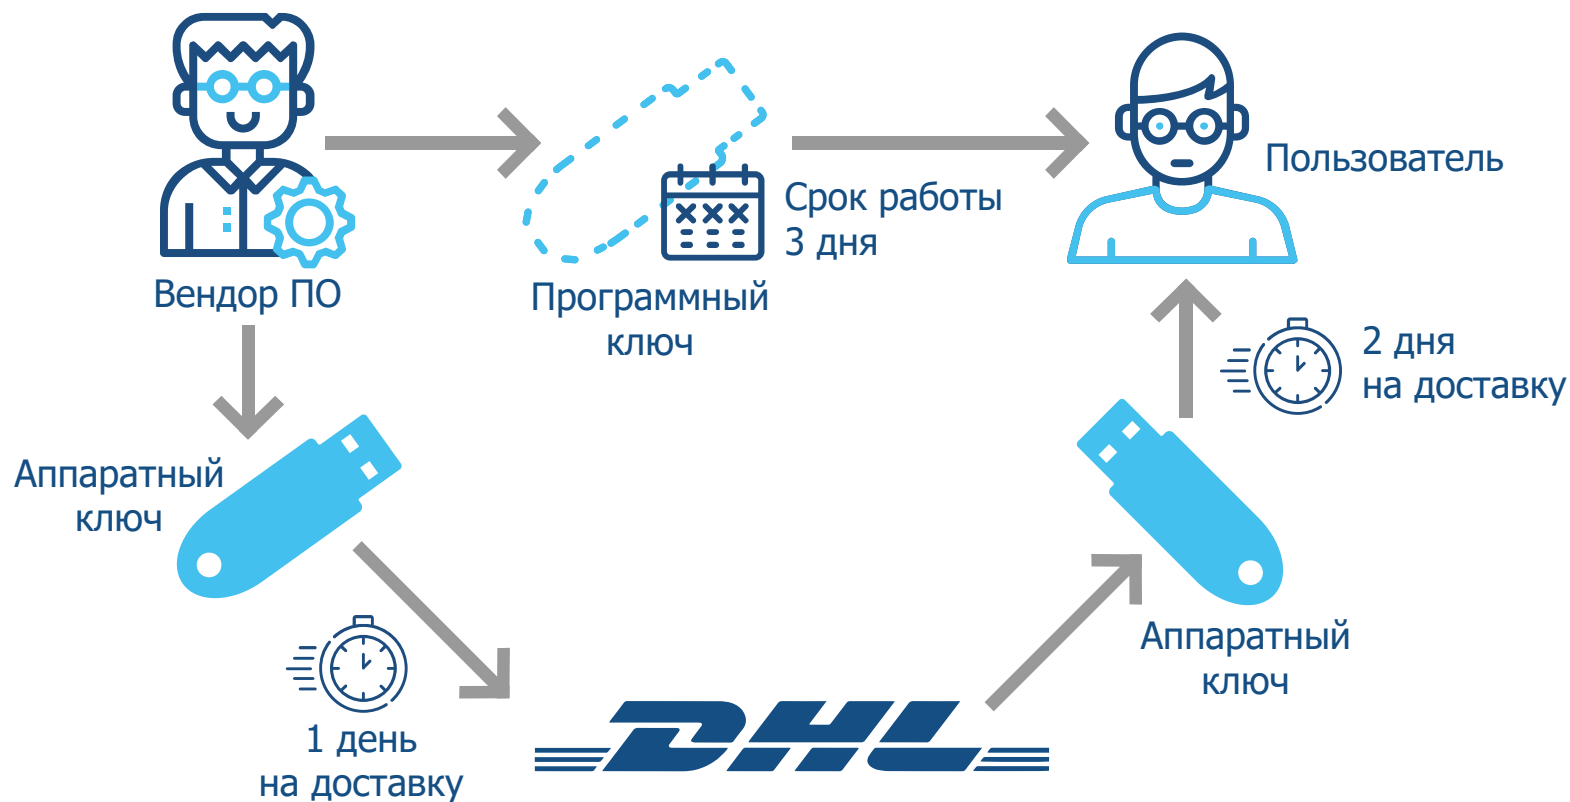 Вендор ПО
Программный
ключ
Срок работы
3 дня
Пользователь
Аппаратный
ключ
1 день
на доставку
DHL
Аппаратный
ключ
2 дня
на доставку